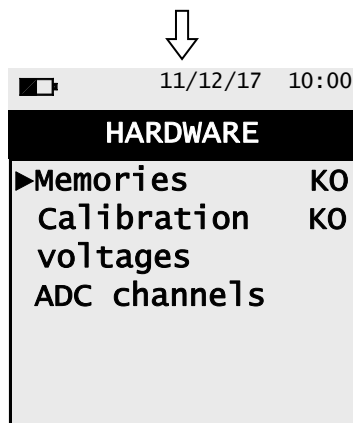 11/12/17 10:00
HARDWARE
►Memories KO
Calibration KO
voltages
ADC channels